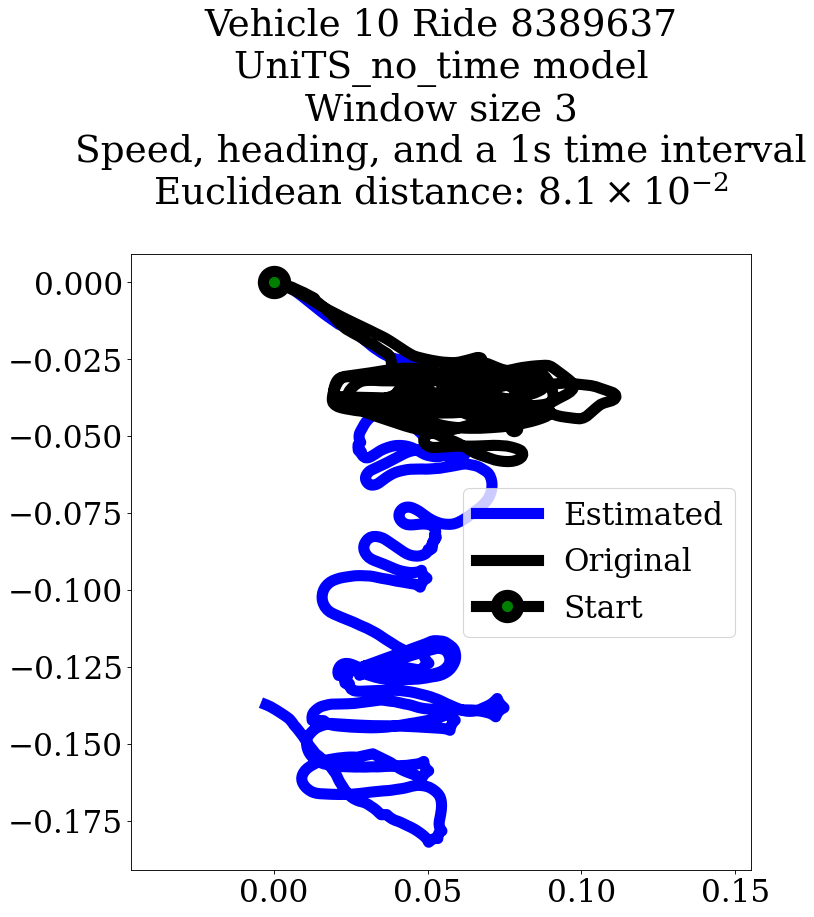 Vehicle 10 Ride 8389637
UniTS_no_time model
Window size 3
Speed, heading, and a 1s time interval
Euclidean distance: 8.1 × 10⁻²
0.000
−0.025
−0.050
−0.075
−0.100
−0.125
−0.150
−0.175
Estimated
Original
Start
0.00 0.05 0.10 0.15